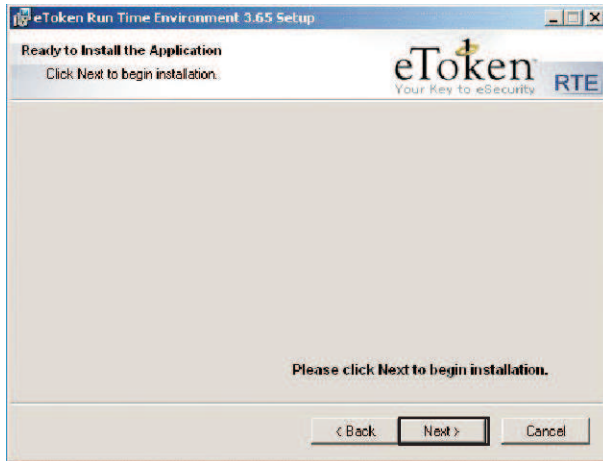 eToken Run Time Environment 3.65 Setup
Ready to Install the Application
Click Next to begin installation.
eToken
Your Key to eSecurity
RTE
Please click Next to begin installation.
< Back
Next >
Cancel